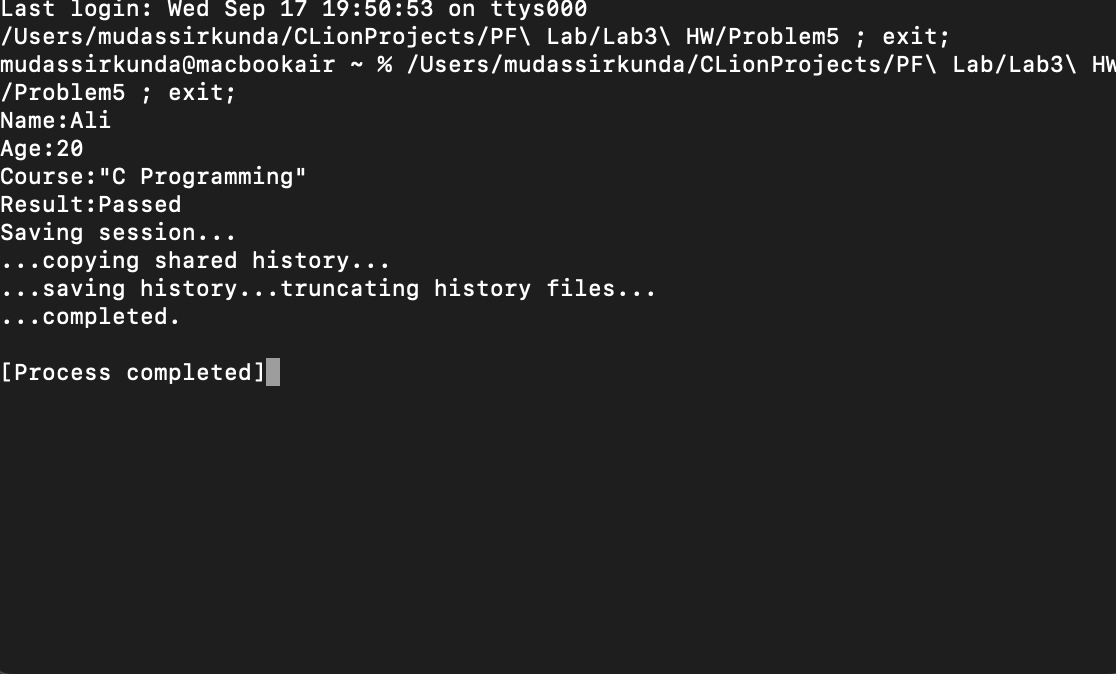 Last login: Wed Sep 17 19:50:53 on ttys000
/Users/mudassirkunda/CLionProjects/PF\ Lab/Lab3\ HW/Problem5 ; exit;
mudassirkunda@macbookair ~ % /Users/mudassirkunda/CLionProjects/PF\ Lab/Lab3\ HW
/Problem5 ; exit;
Name:Ali
Age:20
Course:"C Programming"
Result:Passed
Saving session...
...copying shared history...
...saving history...truncating history files...
...completed.
[Process completed]